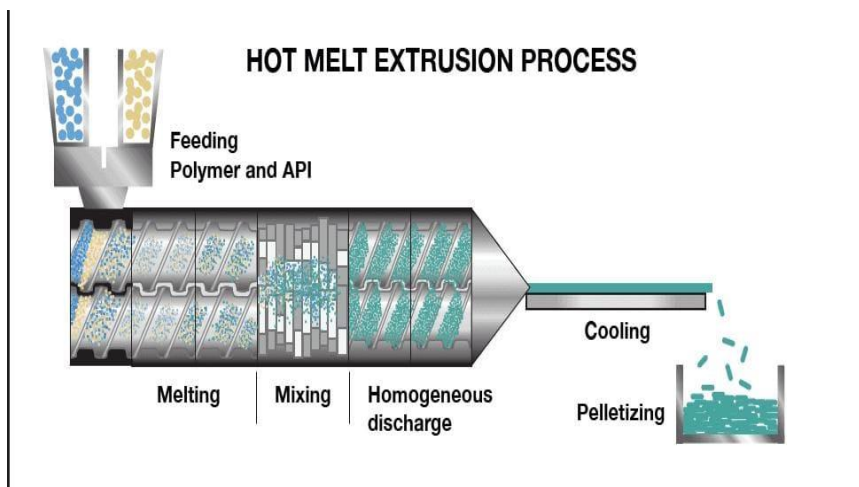 HOT MELT EXTRUSION PROCESS
Feeding
Polymer and API
Cooling
Melting
Mixing
Homogeneous
discharge
Pelletizing